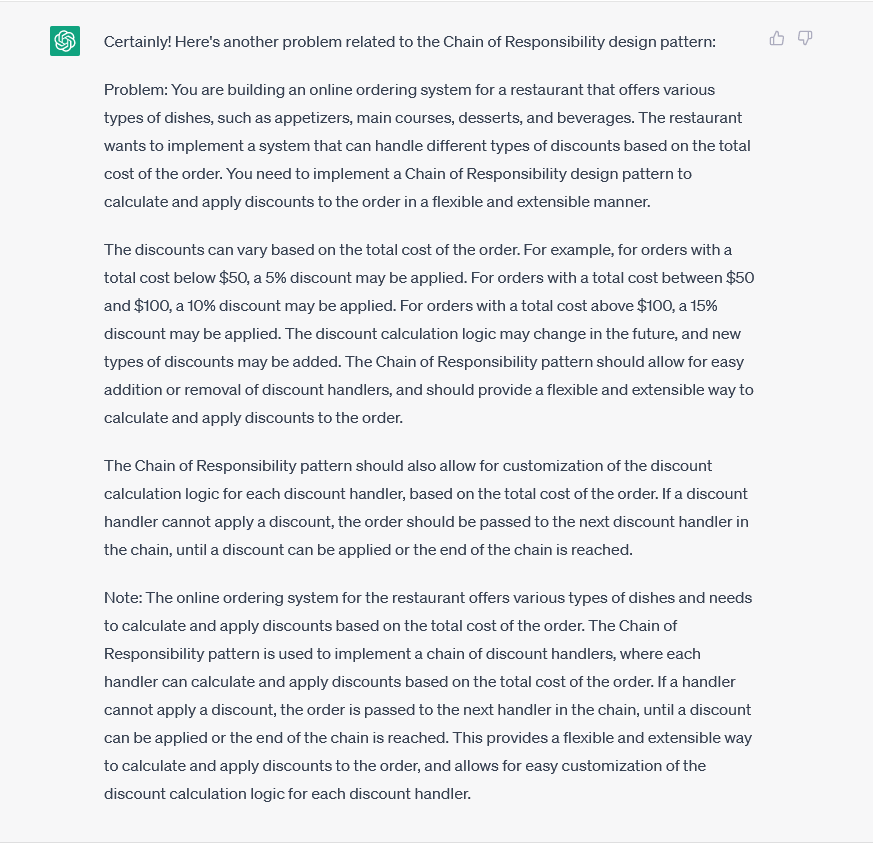 Certainly! Here's another problem related to the Chain of Responsibility design pattern:
Problem: You are building an online ordering system for a restaurant that offers various
types of dishes, such as appetizers, main courses, desserts, and beverages. The restaurant
wants to implement a system that can handle different types of discounts based on the total
cost of the order. You need to implement a Chain of Responsibility design pattern to
calculate and apply discounts to the order in a flexible and extensible manner.
The discounts can vary based on the total cost of the order. For example, for orders with a
total cost below $50, a 5% discount may be applied. For orders with a total cost between $50
and $100, a 10% discount may be applied. For orders with a total cost above $100, a 15%
discount may be applied. The discount calculation logic may change in the future, and new
types of discounts may be added. The Chain of Responsibility pattern should allow for easy
addition or removal of discount handlers, and should provide a flexible and extensible way to
calculate and apply discounts to the order.
The Chain of Responsibility pattern should also allow for customization of the discount
calculation logic for each discount handler, based on the total cost of the order. If a discount
handler cannot apply a discount, the order should be passed to the next discount handler in
the chain, until a discount can be applied or the end of the chain is reached.
Note: The online ordering system for the restaurant offers various types of dishes and needs
to calculate and apply discounts based on the total cost of the order. The Chain of
Responsibility pattern is used to implement a chain of discount handlers, where each
handler can calculate and apply discounts based on the total cost of the order. If a handler
cannot apply a discount, the order is passed to the next handler in the chain, until a discount
can be applied or the end of the chain is reached. This provides a flexible and extensible way
to calculate and apply discounts to the order, and allows for easy customization of the
discount calculation logic for each discount handler.